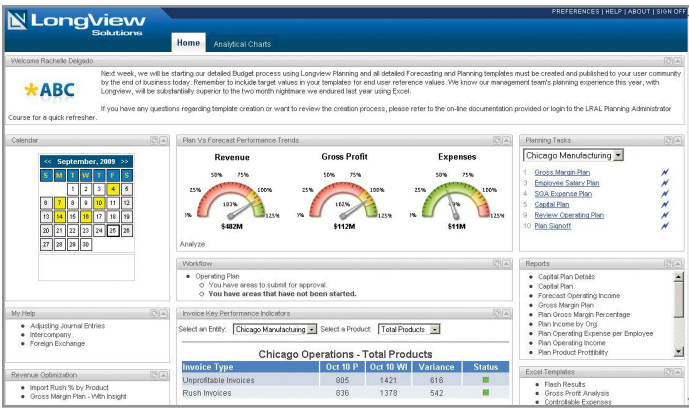 PREFERENCES | HELP | ABOUT | SIGN OFF
LongView
Solutions
Home Analytical Charts
Welcome Rachelle Delgado
Next week, we will be starting our detailed Budget process using Longview Planning and all detailed Forecasting and Planning templates must be created and published to your user community
by the end of business today. Remember to include target values in your templates for end user reference values. We know our management team's planning experience this year, with
Longview, will be substantially superior to the two month nightmare we endured last year using Excel.
ABC
If you have any questions regarding template creation or want to review the creation process, please refer to the on-line documentation provided or login to the LRAL Planning Administrator
Course for a quick refresher.
Calendar
<< September, 2009 >>
S M T W T F S
1 2 3 4 5
6 7 8 9 10 11 12
13 14 15 16 17 18 19
20 21 22 23 24 25 26
27 28 29 30
Plan Vs Forecast Performance Trends
Revenue Gross Profit Expenses
50% 75% 50% 75% 50% 75%
25% 100% 25% 100% 25% 100%
103% 102%
125% 125% 125%
$482M $112M $11M
Analyze
Planning Tasks
Chicago Manufacturing
1 Gross Margin Plan
3 Employee Salary Plan
4 SGA Expense Plan
5 Capital Plan
9 Review Operating Plan
10 Plan Signoff
Workflow
Operating Plan
You have areas to submit for approval.
You have areas that have not been started.
Reports
Capital Plan Details
Capital Plan
Forecast Operating Income
Gross Margin Plan
Plan Gross Margin Percentage
Plan Income by Org
Plan Operating Expense per Employee
Plan Operating Income
Plan Product Profitibility
My Help
Adjusting Journal Entries
Intercompany
Foreign Exchange
Invoice Key Performance Indicators
Select an Entity: Chicago Manufacturing Select a Product: Total Products
Chicago Operations - Total Products
Invoice Type Oct 10 P Oct 10 WI Variance Status
Unprofitable Invoices 805 1421 616
Rush Invoices 836 1378 542
Revenue Optimization
Import Rush % by Product
Gross Margin Plan - With Insight
Excel Templates
Flash Results
Gross Profit Analysis
Controllable Expenses